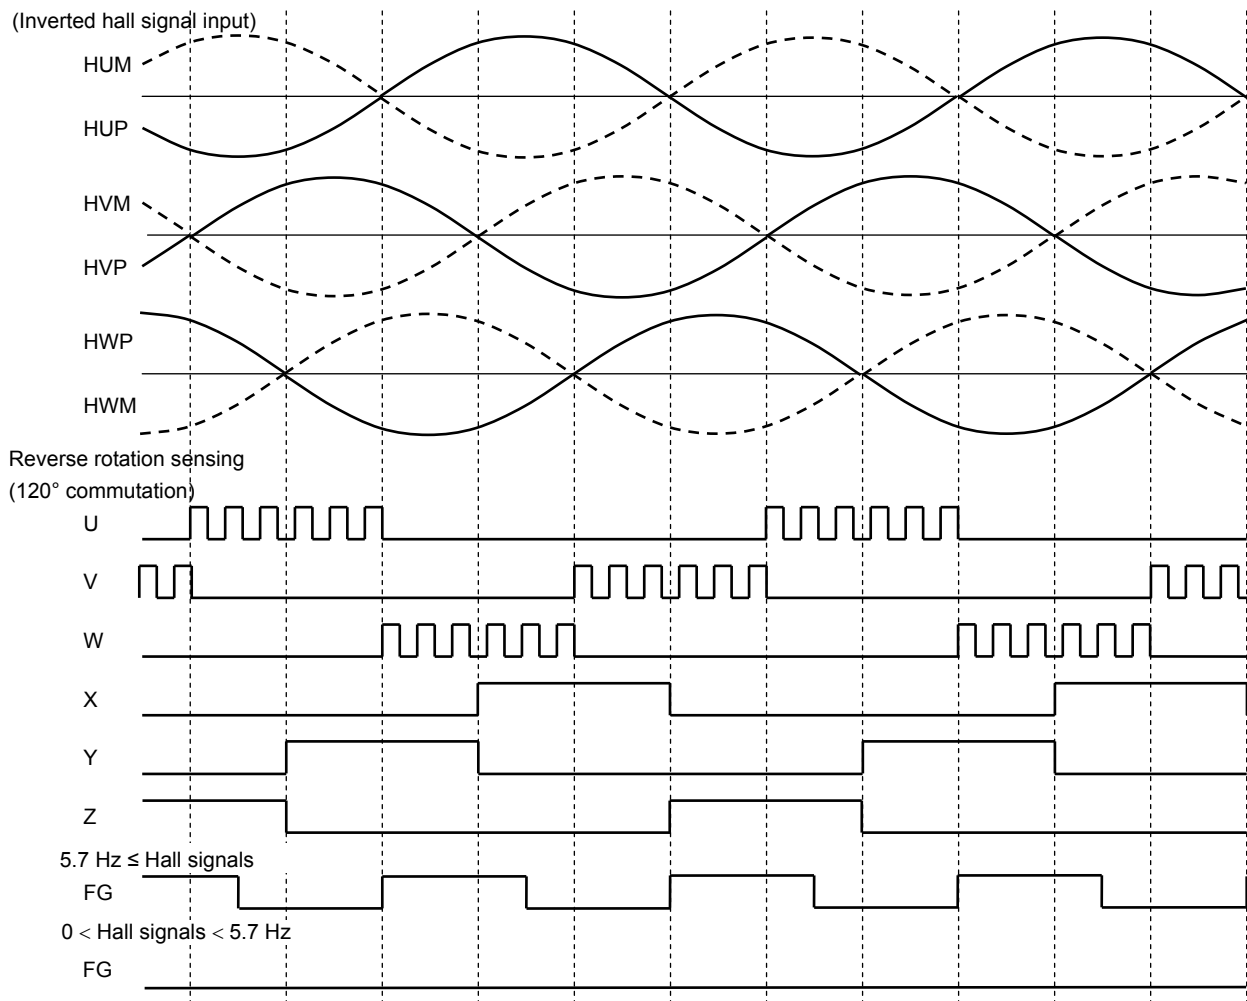 (Inverted hall signal input)
HUM
HUP
HVM
HVP
HWP
HWM
Reverse rotation sensing
(120° commutation)
U
V
W
X
Y
Z
5.7 Hz ≤ Hall signals
FG
0 < Hall signals < 5.7 Hz
FG